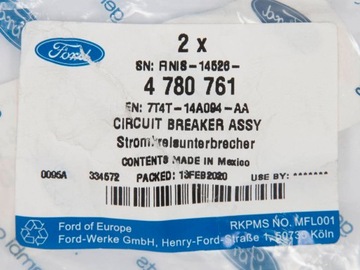 Ford
2 x
SN: FINIS-14526-
4 780 761
EN: 7T4T-14A094-AA
CIRCUIT BREAKER ASSY
Stromkreisunterbrecher
CONTENTS MADE IN Mexico
0095A 334572 PACKED: 13FEB2020 USE BY: *******
Ford of Europe
Ford-Werke GmbH, Henry-Ford-Straße 1, 50735 Köln
RKPMS NO. MFL001